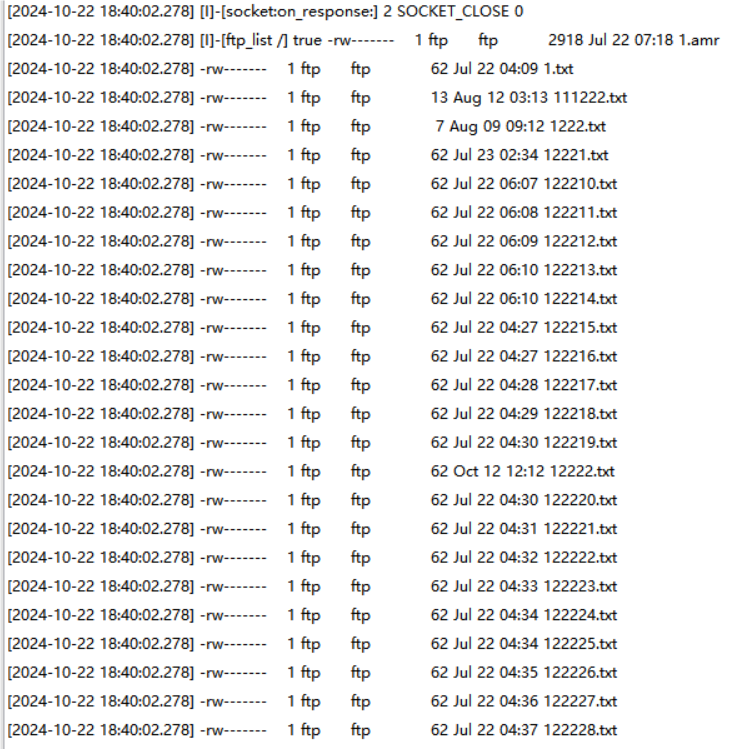 [2024-10-22 18:40:02.278] [I]-[socket:on_response:] 2 SOCKET_CLOSE 0
[2024-10-22 18:40:02.278] [I]-[ftp_list /] true -rw------- 1 ftp ftp 2918 Jul 22 07:18 1.amr
[2024-10-22 18:40:02.278] -rw------- 1 ftp ftp 62 Jul 22 04:09 1.txt
[2024-10-22 18:40:02.278] -rw------- 1 ftp ftp 13 Aug 12 03:13 111222.txt
[2024-10-22 18:40:02.278] -rw------- 1 ftp ftp 7 Aug 09 09:12 1222.txt
[2024-10-22 18:40:02.278] -rw------- 1 ftp ftp 62 Jul 23 02:34 12221.txt
[2024-10-22 18:40:02.278] -rw------- 1 ftp ftp 62 Jul 22 06:07 122210.txt
[2024-10-22 18:40:02.278] -rw------- 1 ftp ftp 62 Jul 22 06:08 122211.txt
[2024-10-22 18:40:02.278] -rw------- 1 ftp ftp 62 Jul 22 06:09 122212.txt
[2024-10-22 18:40:02.278] -rw------- 1 ftp ftp 62 Jul 22 06:10 122213.txt
[2024-10-22 18:40:02.278] -rw------- 1 ftp ftp 62 Jul 22 06:10 122214.txt
[2024-10-22 18:40:02.278] -rw------- 1 ftp ftp 62 Jul 22 04:27 122215.txt
[2024-10-22 18:40:02.278] -rw------- 1 ftp ftp 62 Jul 22 04:27 122216.txt
[2024-10-22 18:40:02.278] -rw------- 1 ftp ftp 62 Jul 22 04:28 122217.txt
[2024-10-22 18:40:02.278] -rw------- 1 ftp ftp 62 Jul 22 04:29 122218.txt
[2024-10-22 18:40:02.278] -rw------- 1 ftp ftp 62 Jul 22 04:30 122219.txt
[2024-10-22 18:40:02.278] -rw------- 1 ftp ftp 62 Oct 12 12:12 12222.txt
[2024-10-22 18:40:02.278] -rw------- 1 ftp ftp 62 Jul 22 04:30 122220.txt
[2024-10-22 18:40:02.278] -rw------- 1 ftp ftp 62 Jul 22 04:31 122221.txt
[2024-10-22 18:40:02.278] -rw------- 1 ftp ftp 62 Jul 22 04:32 122222.txt
[2024-10-22 18:40:02.278] -rw------- 1 ftp ftp 62 Jul 22 04:33 122223.txt
[2024-10-22 18:40:02.278] -rw------- 1 ftp ftp 62 Jul 22 04:34 122224.txt
[2024-10-22 18:40:02.278] -rw------- 1 ftp ftp 62 Jul 22 04:34 122225.txt
[2024-10-22 18:40:02.278] -rw------- 1 ftp ftp 62 Jul 22 04:35 122226.txt
[2024-10-22 18:40:02.278] -rw------- 1 ftp ftp 62 Jul 22 04:36 122227.txt
[2024-10-22 18:40:02.278] -rw------- 1 ftp ftp 62 Jul 22 04:37 122228.txt